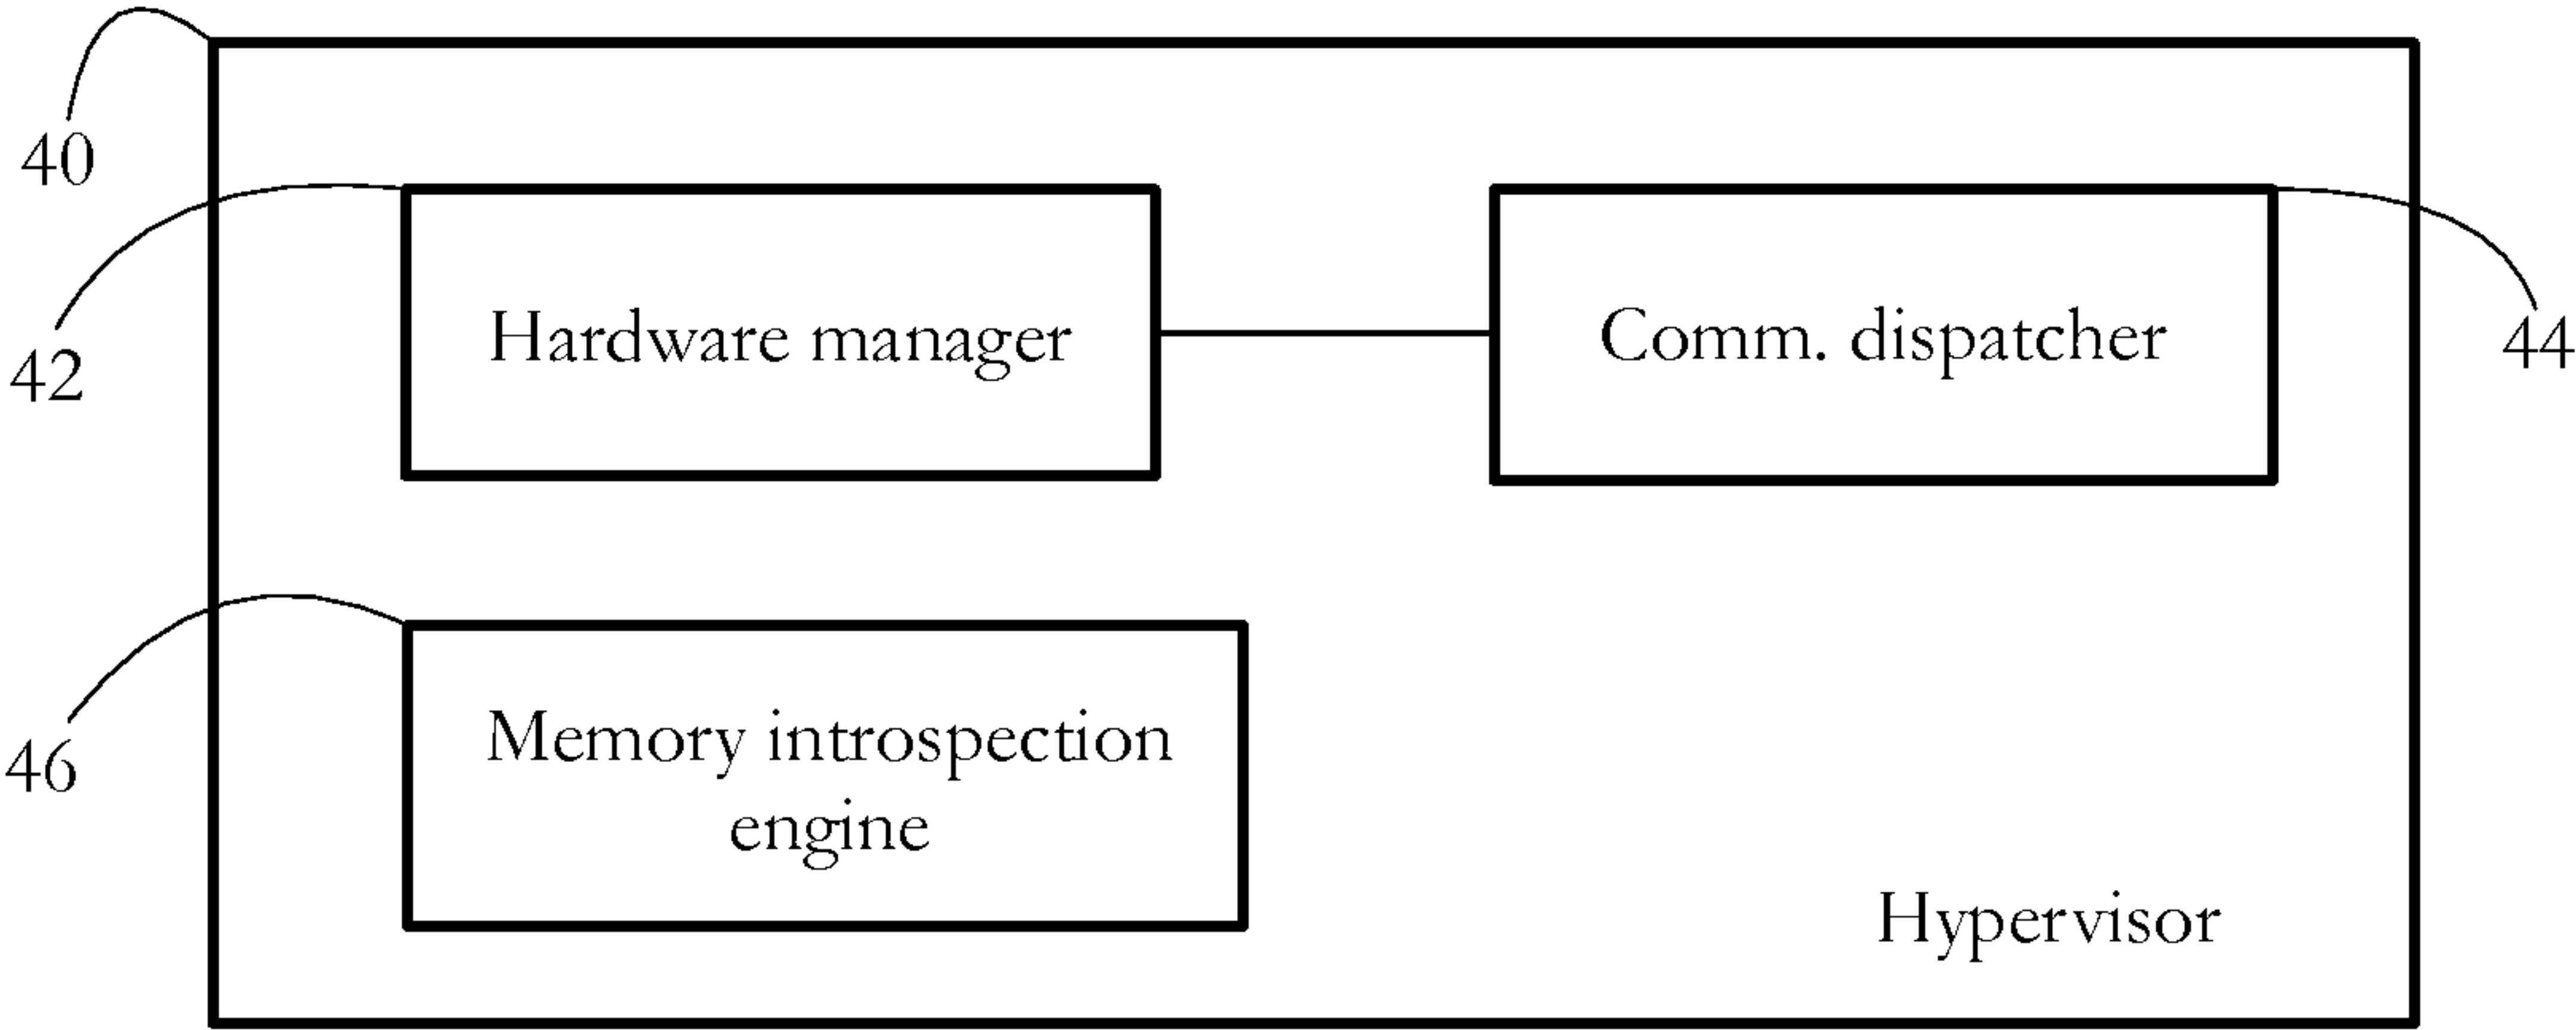 40
42
Hardware manager
Comm. dispatcher
44
46
Memory introspection
engine
Hypervisor